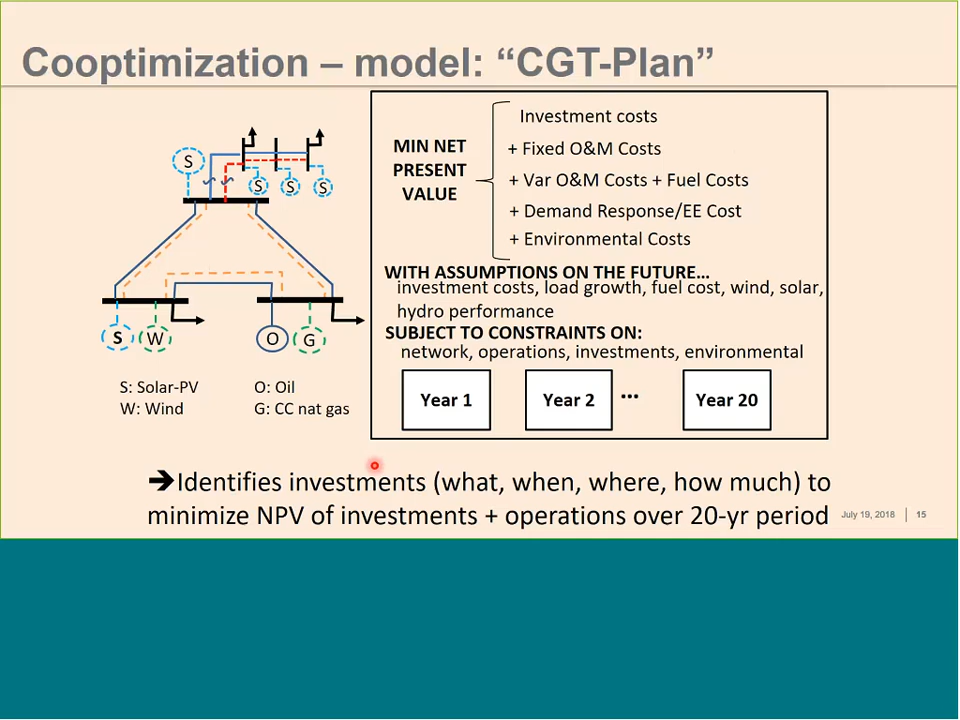 Cooptimization – model: “CGT-Plan”
S
S
S
S
S
W
O
G
S: Solar-PV
O: Oil
W: Wind
G: CC nat gas
MIN NET
PRESENT
VALUE
Investment costs
+ Fixed O&M Costs
+ Var O&M Costs + Fuel Costs
+ Demand Response/EE Cost
+ Environmental Costs
WITH ASSUMPTIONS ON THE FUTURE…
investment costs, load growth, fuel cost, wind, solar,
hydro performance
SUBJECT TO CONSTRAINTS ON:
network, operations, investments, environmental
Year 1
Year 2
…
Year 20
➔Identifies investments (what, when, where, how much) to
minimize NPV of investments + operations over 20-yr period
July 19, 2018 | 15